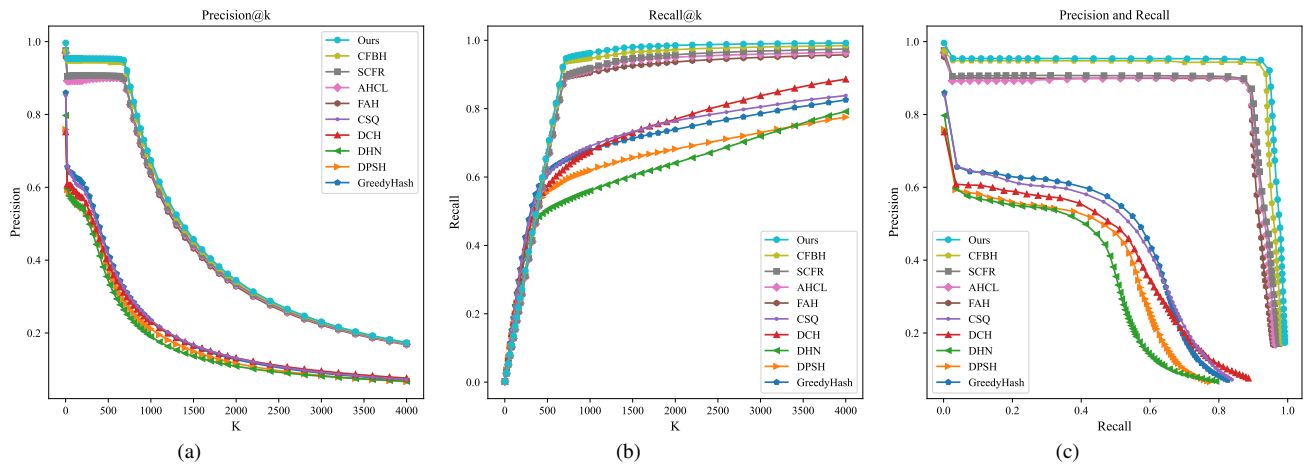 Precision@k
Precision
1.0
0.8
0.6
0.4
0.2
0
500
1000
1500
2000
2500
3000
3500
4000
K
Ours
CFBH
SCFR
AHCL
FAH
CSQ
DCH
DHN
DPSH
GreedyHash
(a)
Recall@k
Recall
1.0
0.8
0.6
0.4
0.2
0.0
0
500
1000
1500
2000
2500
3000
3500
4000
K
Ours
CFBH
SCFR
AHCL
FAH
CSQ
DCH
DHN
DPSH
GreedyHash
(b)
Precision and Recall
Precision
1.0
0.8
0.6
0.4
0.2
0.0
0.2
0.4
0.6
0.8
1.0
Recall
Ours
CFBH
SCFR
AHCL
FAH
CSQ
DCH
DHN
DPSH
GreedyHash
(c)